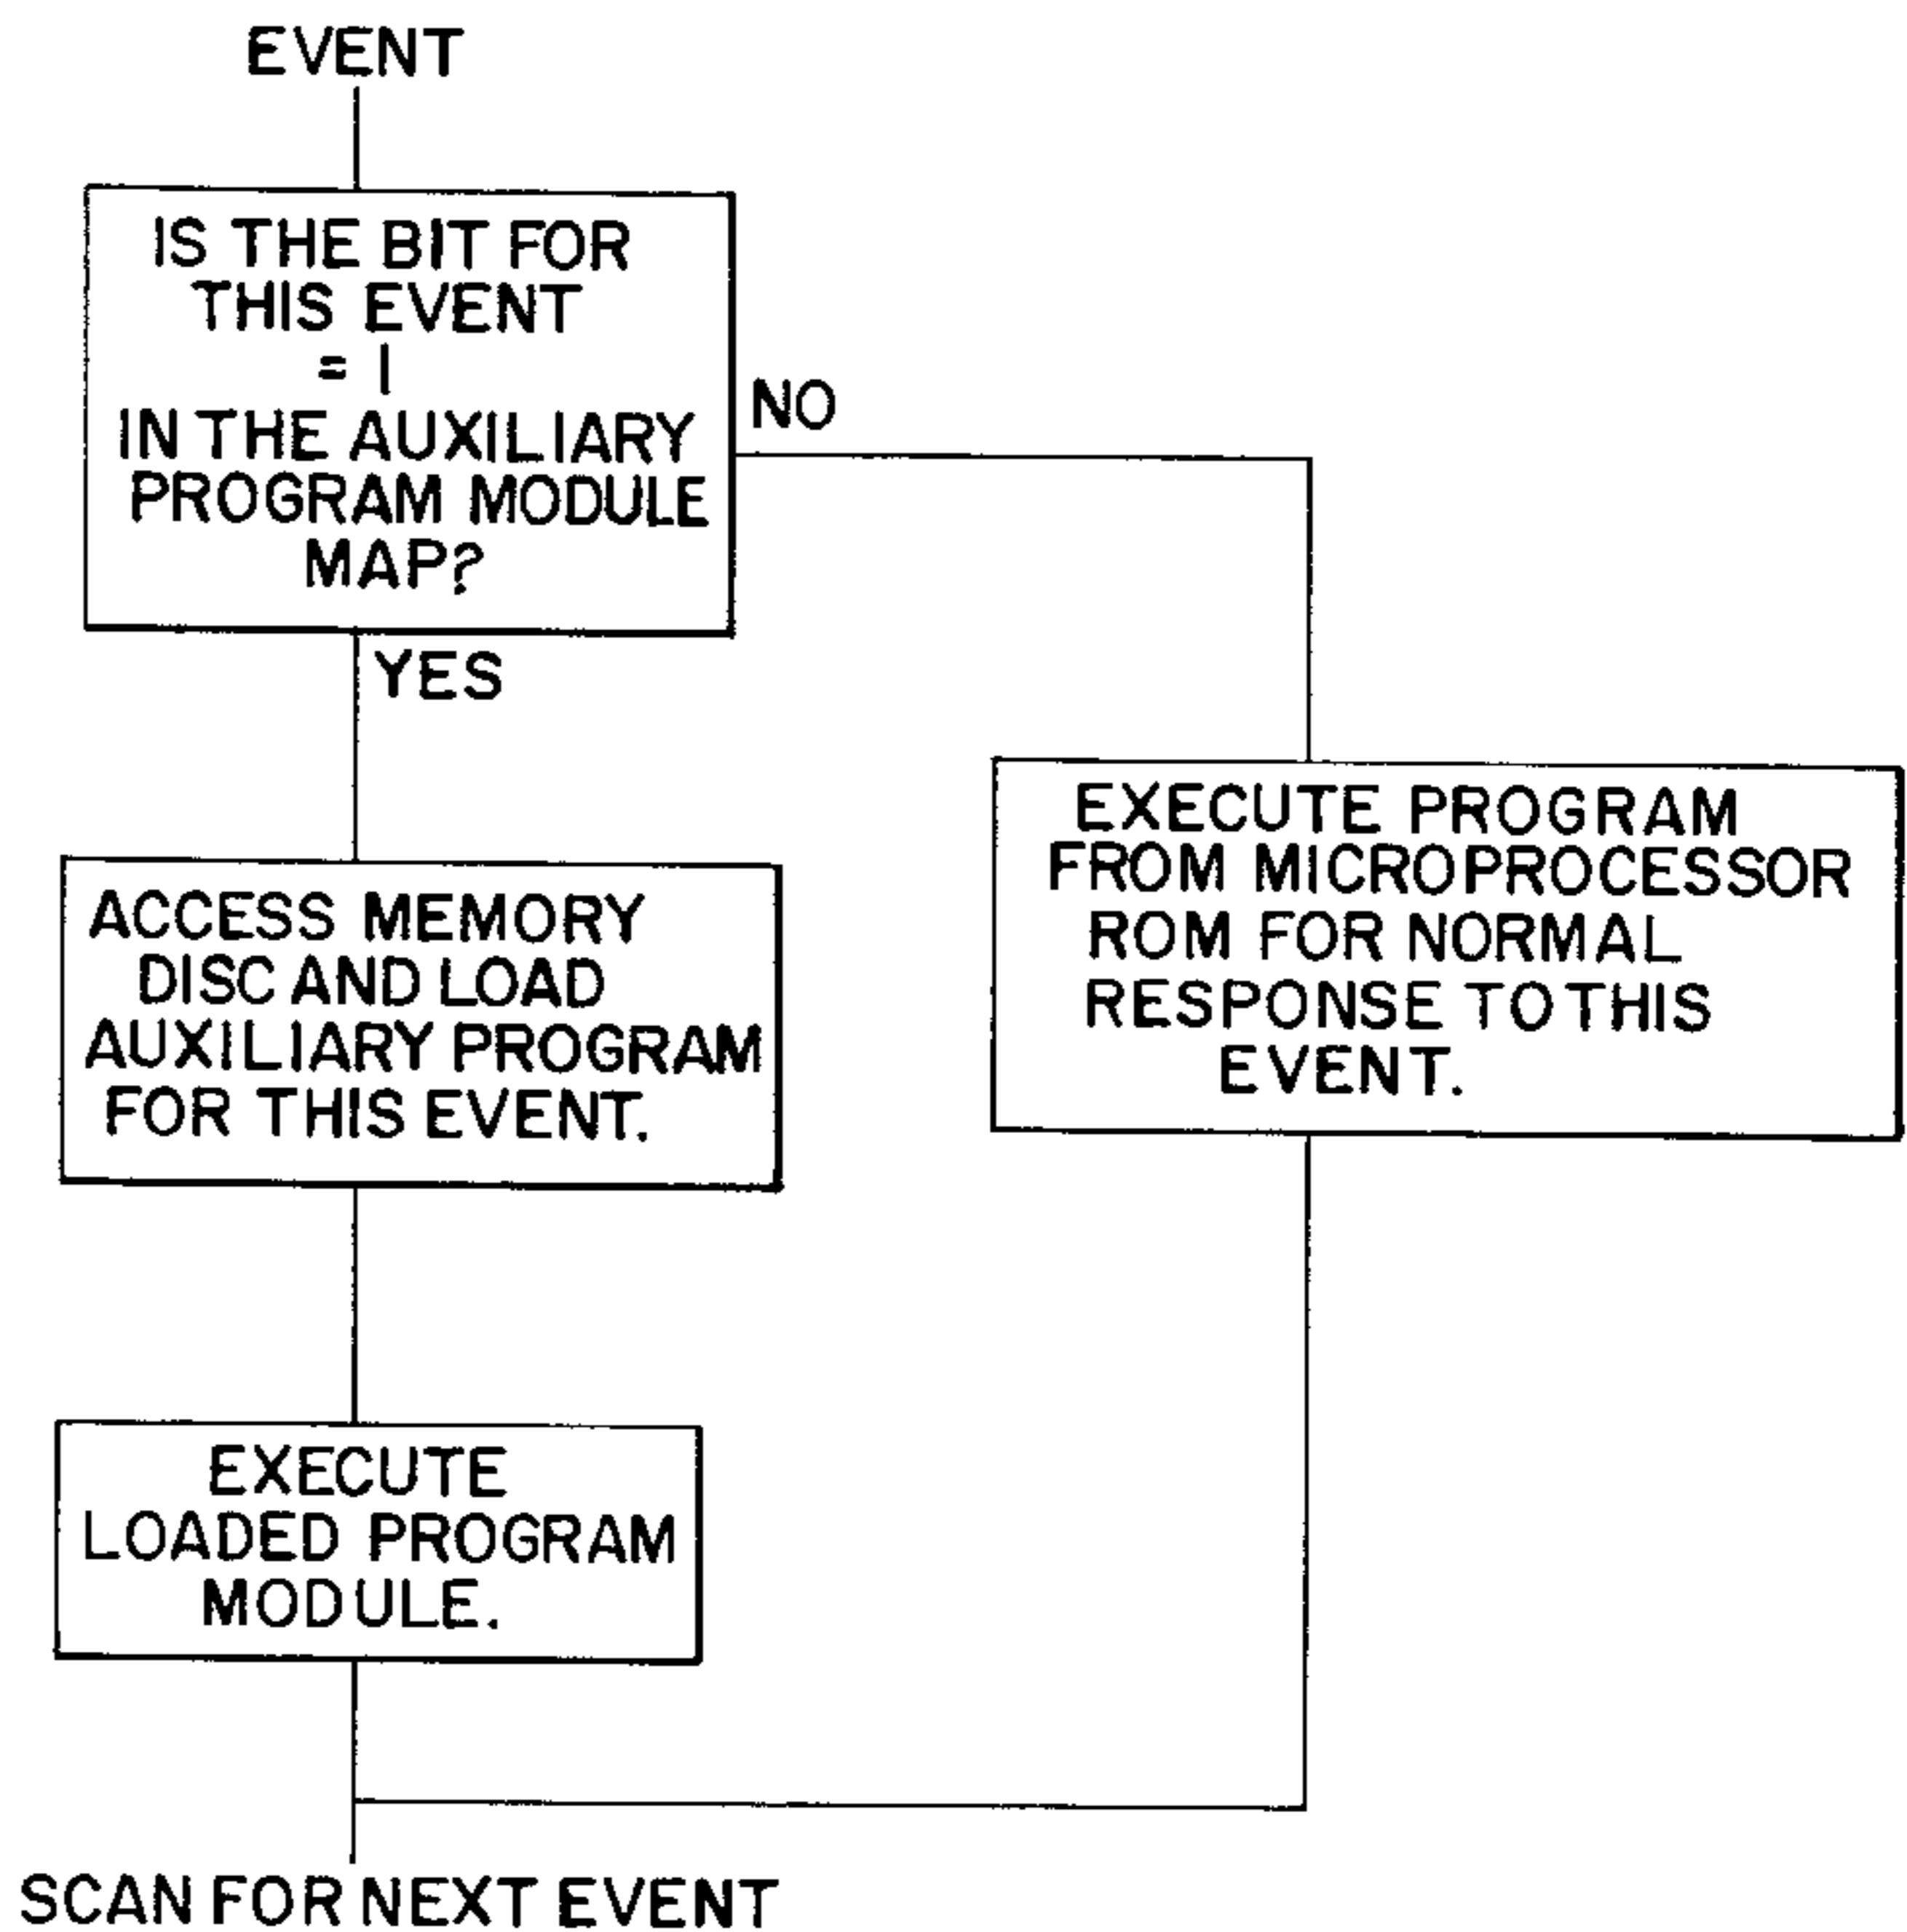 EVENT
IS THE BIT FOR
THIS EVENT
= 1
IN THE AUXILIARY
PROGRAM MODULE
MAP?
NO
YES
EXECUTE PROGRAM
FROM MICROPROCESSOR
ROM FOR NORMAL
RESPONSE TO THIS
EVENT.
ACCESS MEMORY
DISC AND LOAD
AUXILIARY PROGRAM
FOR THIS EVENT.
EXECUTE
LOADED PROGRAM
MODULE.
SCAN FOR NEXT EVENT